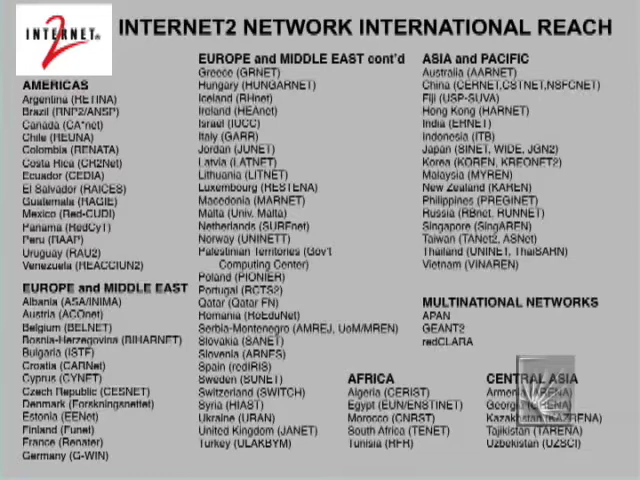 INTERNET2 NETWORK INTERNATIONAL REACH
INTERNET
2
AMERICAS
Argentina (RETINA)
Brazil (RNP2/ANSP)
Canada (CA*net)
Chile (REUNA)
Colombia (RENATA)
Costa Rica (CR2Net)
Ecuador (CEDIA)
El Salvador (RAICES)
Guatemala (RAGIE)
Mexico (Red-CUDI)
Panama (RedCyT)
Peru (RAAP)
Uruguay (RAU2)
Venezuela (REACCIUN2)
EUROPE and MIDDLE EAST
Albania (ASA/INIMA)
Austria (ACOnet)
Belgium (BELNET)
Bosnia-Herzegovina (BIHARNET)
Bulgaria (ISTF)
Croatia (CARNet)
Cyprus (CYNET)
Czech Republic (CESNET)
Denmark (Forskningsnettet)
Estonia (EENet)
Finland (Funet)
France (Renater)
Germany (G-WIN)
EUROPE and MIDDLE EAST cont'd
Greece (GRNET)
Hungary (HUNGARNET)
Iceland (RHnet)
Ireland (HEAnet)
Israel (IUCC)
Italy (GARR)
Jordan (JUNET)
Latvia (LATNET)
Lithuania (LITNET)
Luxembourg (RESTENA)
Macedonia (MARNET)
Malta (Univ. Malta)
Netherlands (SURFnet)
Norway (UNINETT)
Palestinian Territories (Gov't
Computing Center)
Poland (PIONIER)
Portugal (RCTS2)
Qatar (Qatar FN)
Romania (RoEduNet)
Serbia-Montenegro (AMREJ, UoM/MREN)
Slovakia (SANET)
Slovenia (ARNES)
Spain (redIRIS)
Sweden (SUNET)
Switzerland (SWITCH)
Syria (HIAST)
Ukraine (URAN)
United Kingdom (JANET)
Turkey (ULAKBYM)
ASIA and PACIFIC
Australia (AARNET)
China (CERNET,CSTNET,NSFCNET)
Fiji (USP-SUVA)
Hong Kong (HARNET)
India (ERNET)
Indonesia (ITB)
Japan (SINET, WIDE, JGN2)
Korea (KOREN, KREONET2)
Malaysia (MYREN)
New Zealand (KAREN)
Philippines (PREGINET)
Russia (RBnet, RUNNET)
Singapore (SingAREN)
Taiwan (TANet2, ASNet)
Thailand (UNINET, ThaiSARN)
Vietnam (VINAREN)
MULTINATIONAL NETWORKS
APAN
GEANT2
redCLARA
AFRICA
Algeria (CERIST)
Egypt (EUN/ENSTINET)
Morocco (CNRST)
South Africa (TENET)
Tunisia (RFR)
CENTRAL ASIA
Tajikistan (TARENA)
Uzbekistan (UZSCI)